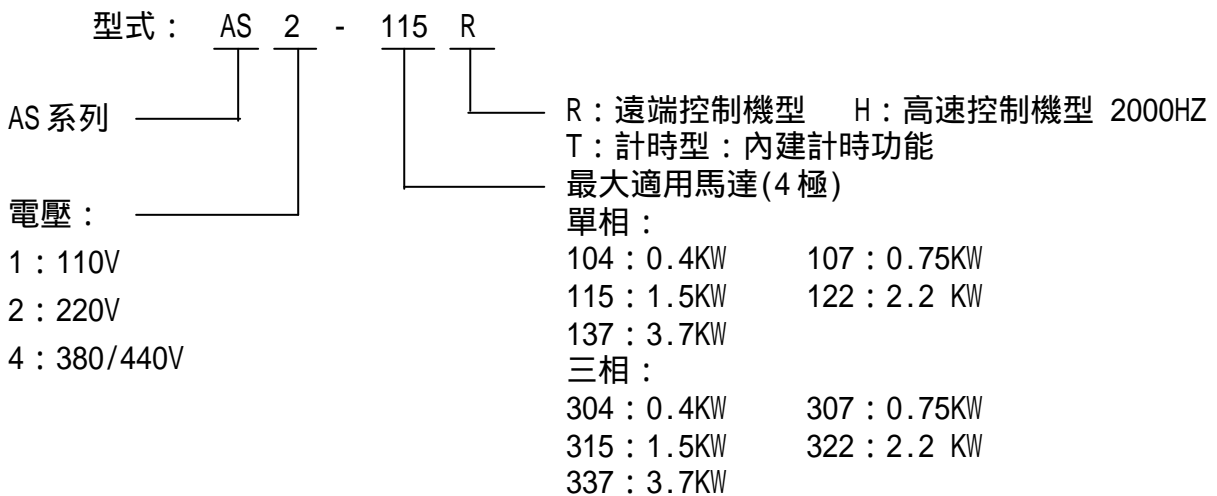 型式： AS 2 - 115 R
AS系列
R：遠端控制機型 H：高速控制機型 2000HZ
T：計時型：內建計時功能
最大適用馬達(4極)
電壓：
1：110V
2：220V
4：380/440V
單相：
104：0.4KW 107：0.75KW
115：1.5KW 122：2.2 KW
137：3.7KW
三相：
304：0.4KW 307：0.75KW
315：1.5KW 322：2.2 KW
337：3.7KW